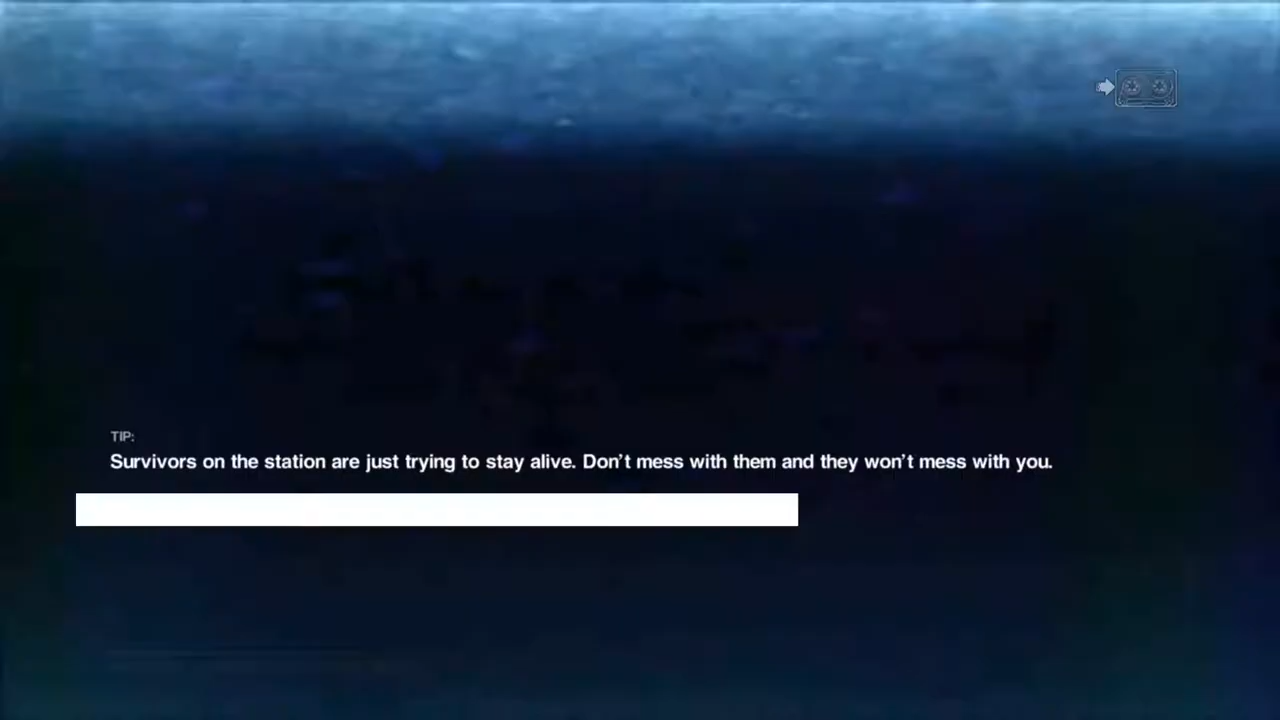 TIP:
Survivors on the station are just trying to stay alive. Don’t mess with them and they won’t mess with you.